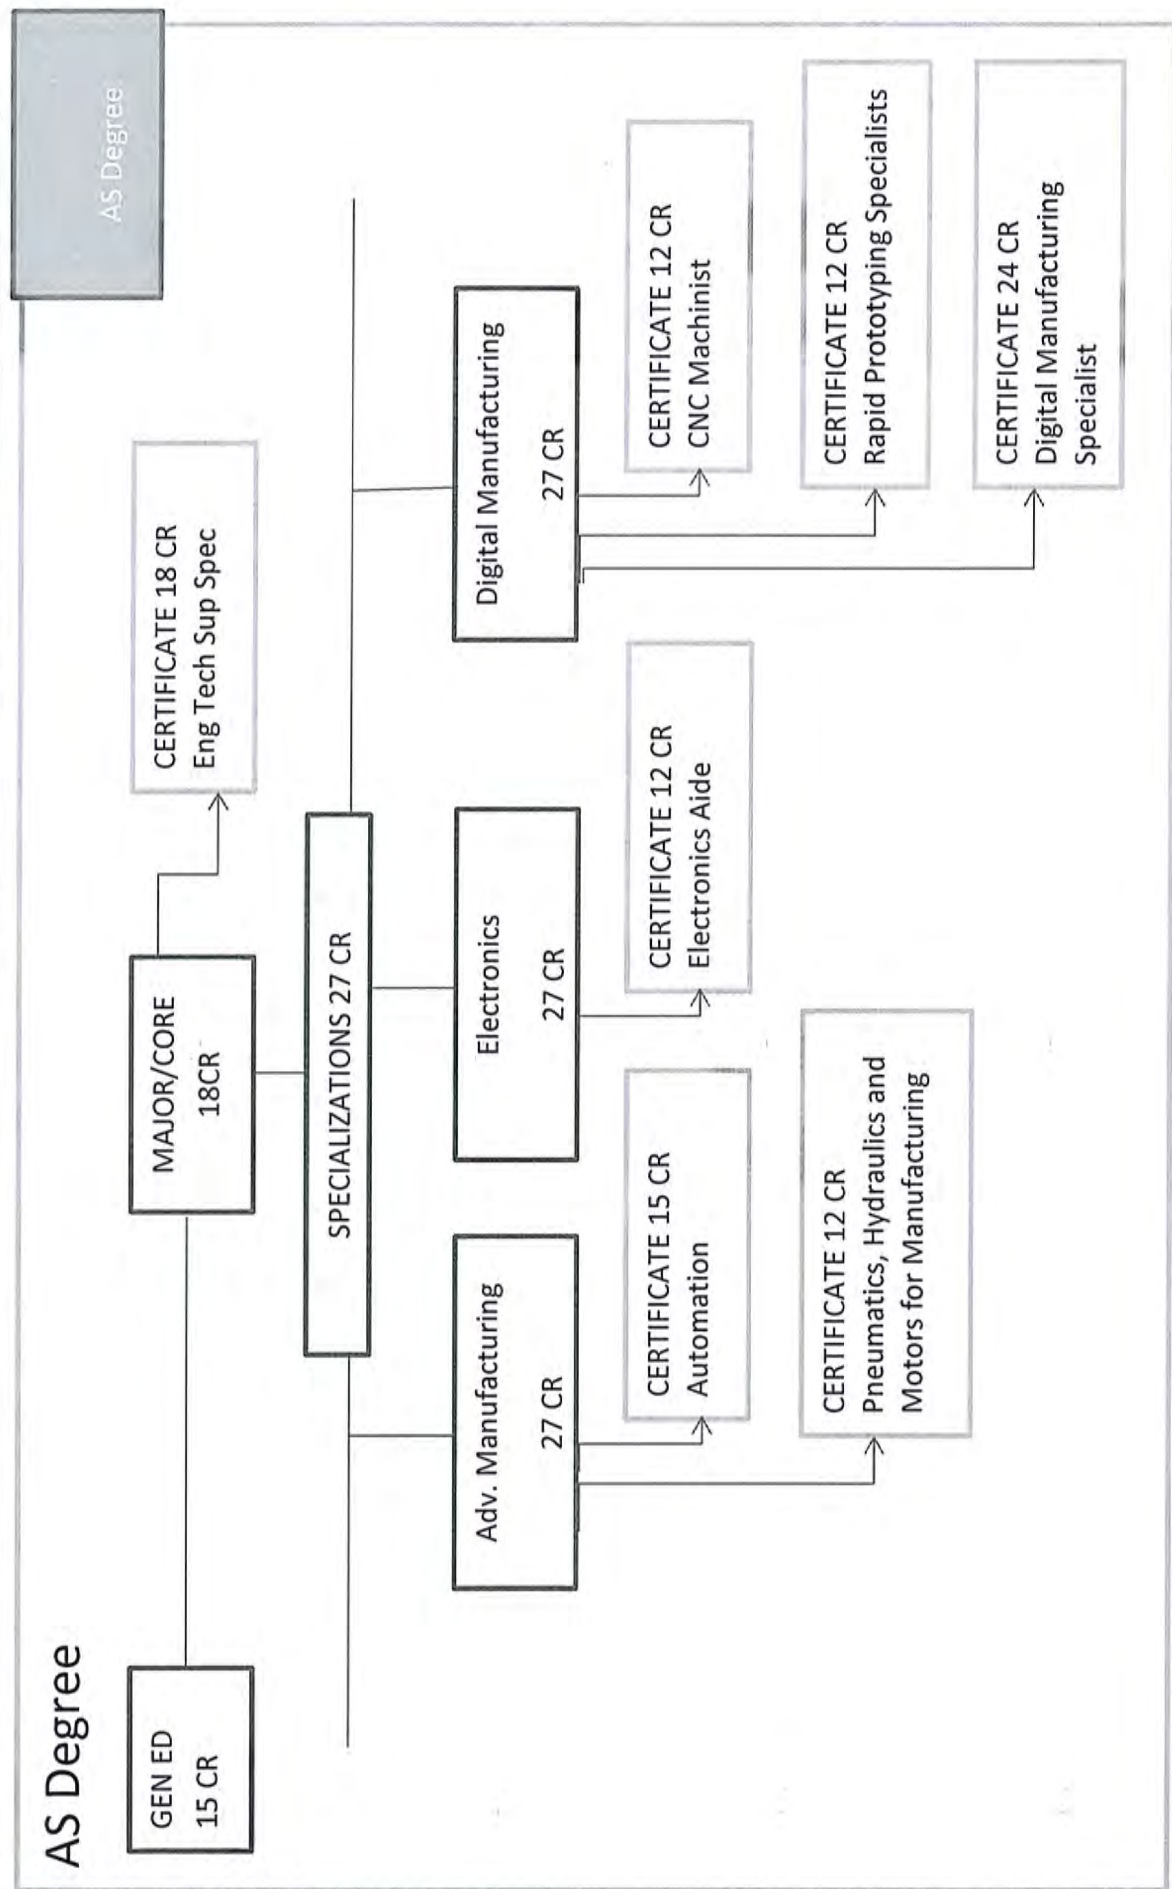 AS Degree
AS Degree
GEN ED
15 CR
MAJOR/CORE
18CR
CERTIFICATE 18 CR
Eng Tech Sup Spec
SPECIALIZATIONS 27 CR
Adv. Manufacturing
27 CR
Electronics
27 CR
Digital Manufacturing
27 CR
CERTIFICATE 15 CR
Automation
CERTIFICATE 12 CR
Electronics Aide
CERTIFICATE 12 CR
CNC Machinist
CERTIFICATE 12 CR
Pneumatics, Hydraulics and
Motors for Manufacturing
CERTIFICATE 12 CR
Rapid Prototyping Specialists
CERTIFICATE 24 CR
Digital Manufacturing
Specialist